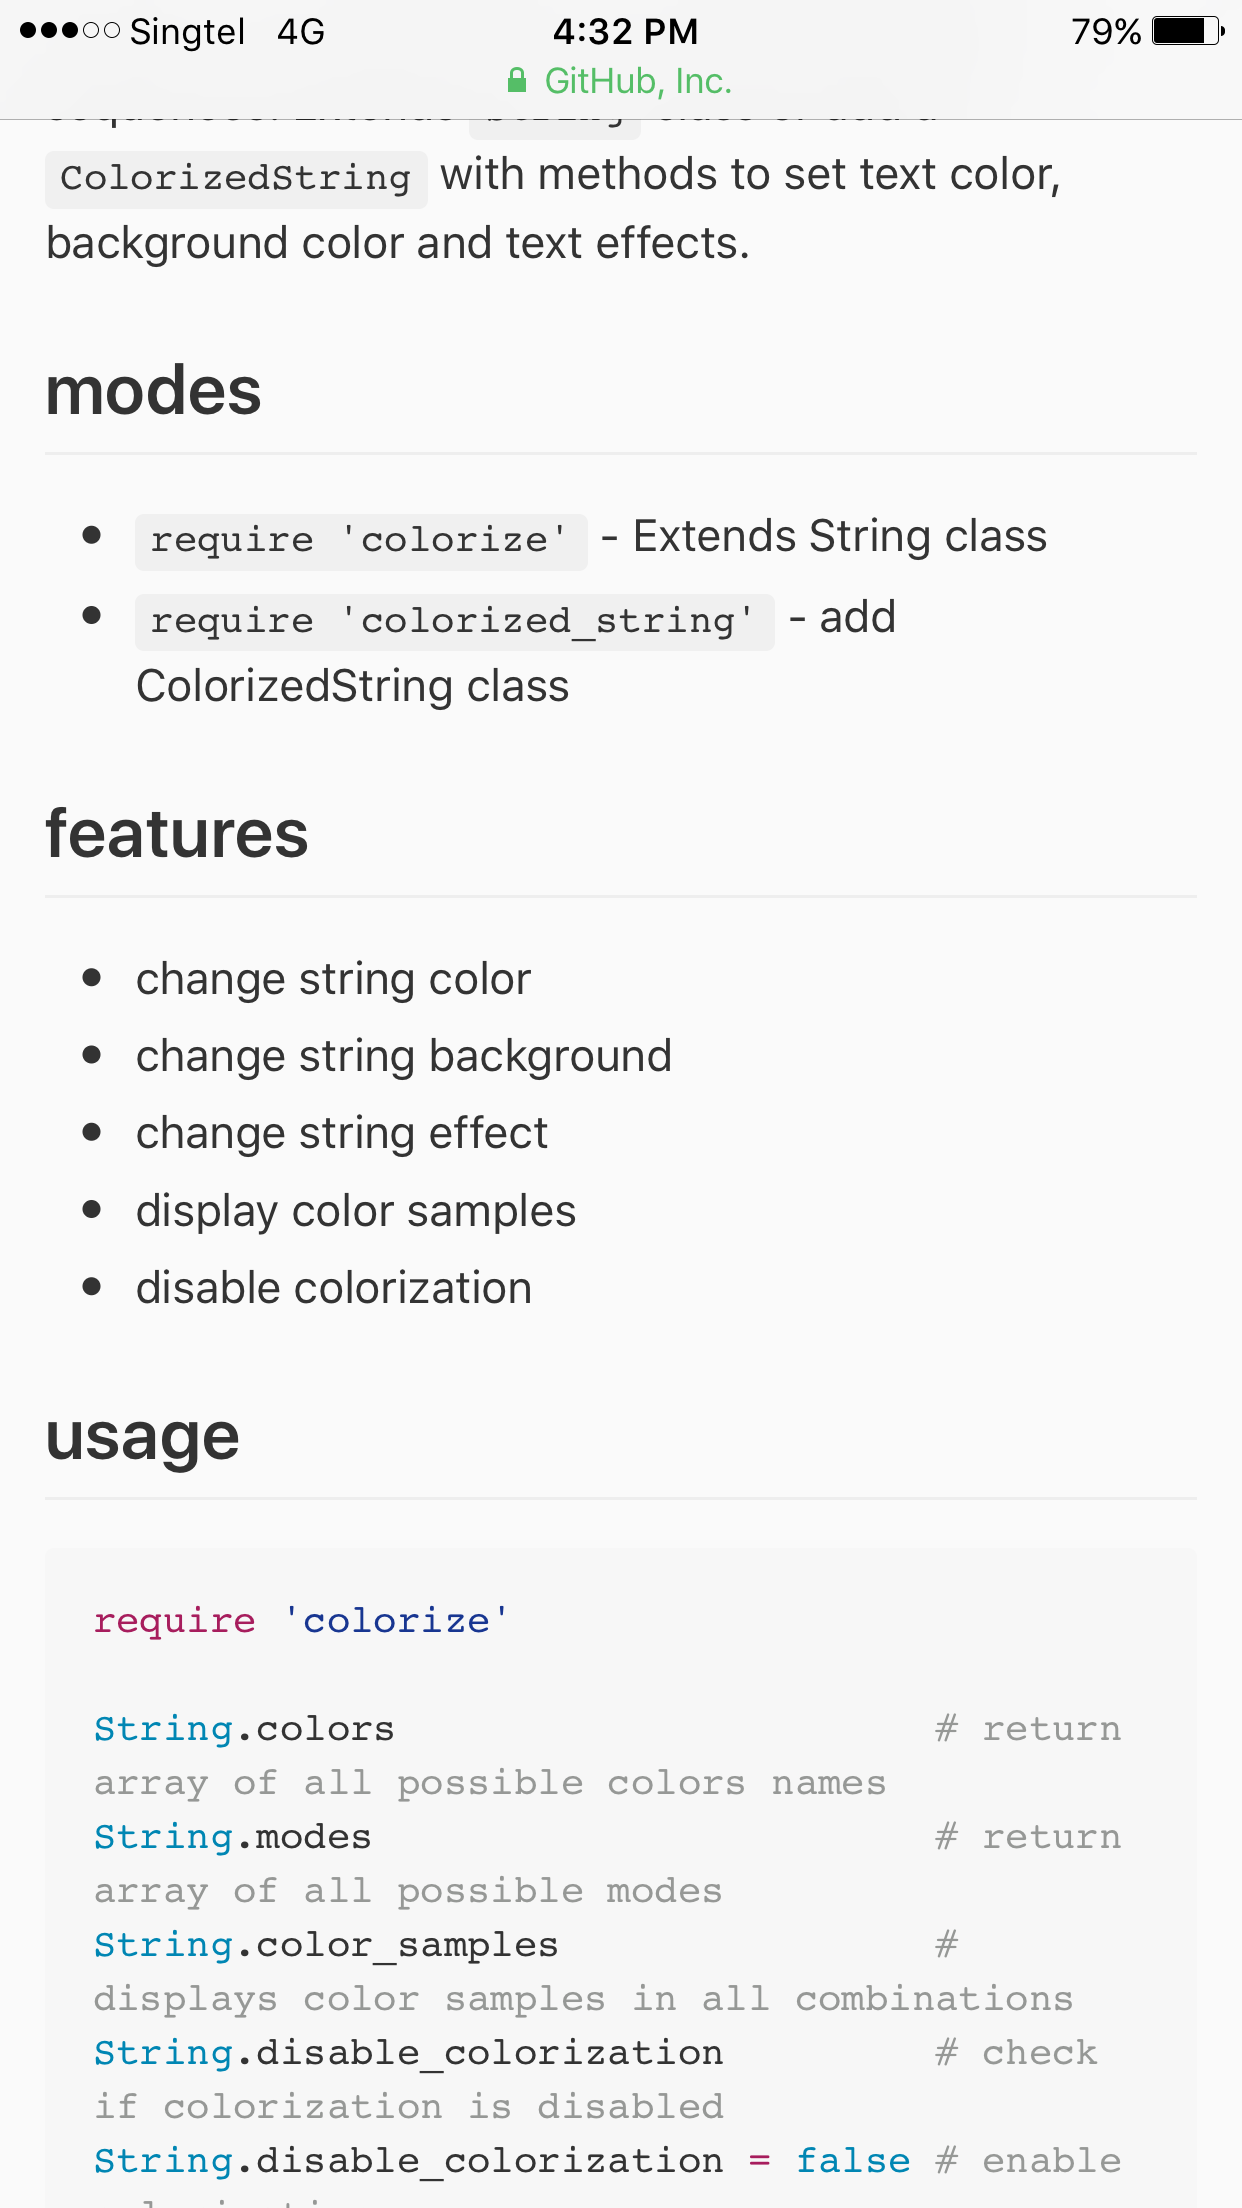 Singtel 4G 4:32 PM 79%
GitHub, Inc.
ColorizedString with methods to set text color,
background color and text effects.
modes
require 'colorize' - Extends String class
require 'colorized_string' - add
ColorizedString class
features
change string color
change string background
change string effect
display color samples
disable colorization
usage
require 'colorize'
String.colors # return
array of all possible colors names
String.modes # return
array of all possible modes
String.color_samples #
displays color samples in all combinations
String.disable_colorization # check
if colorization is disabled
String.disable_colorization = false # enable